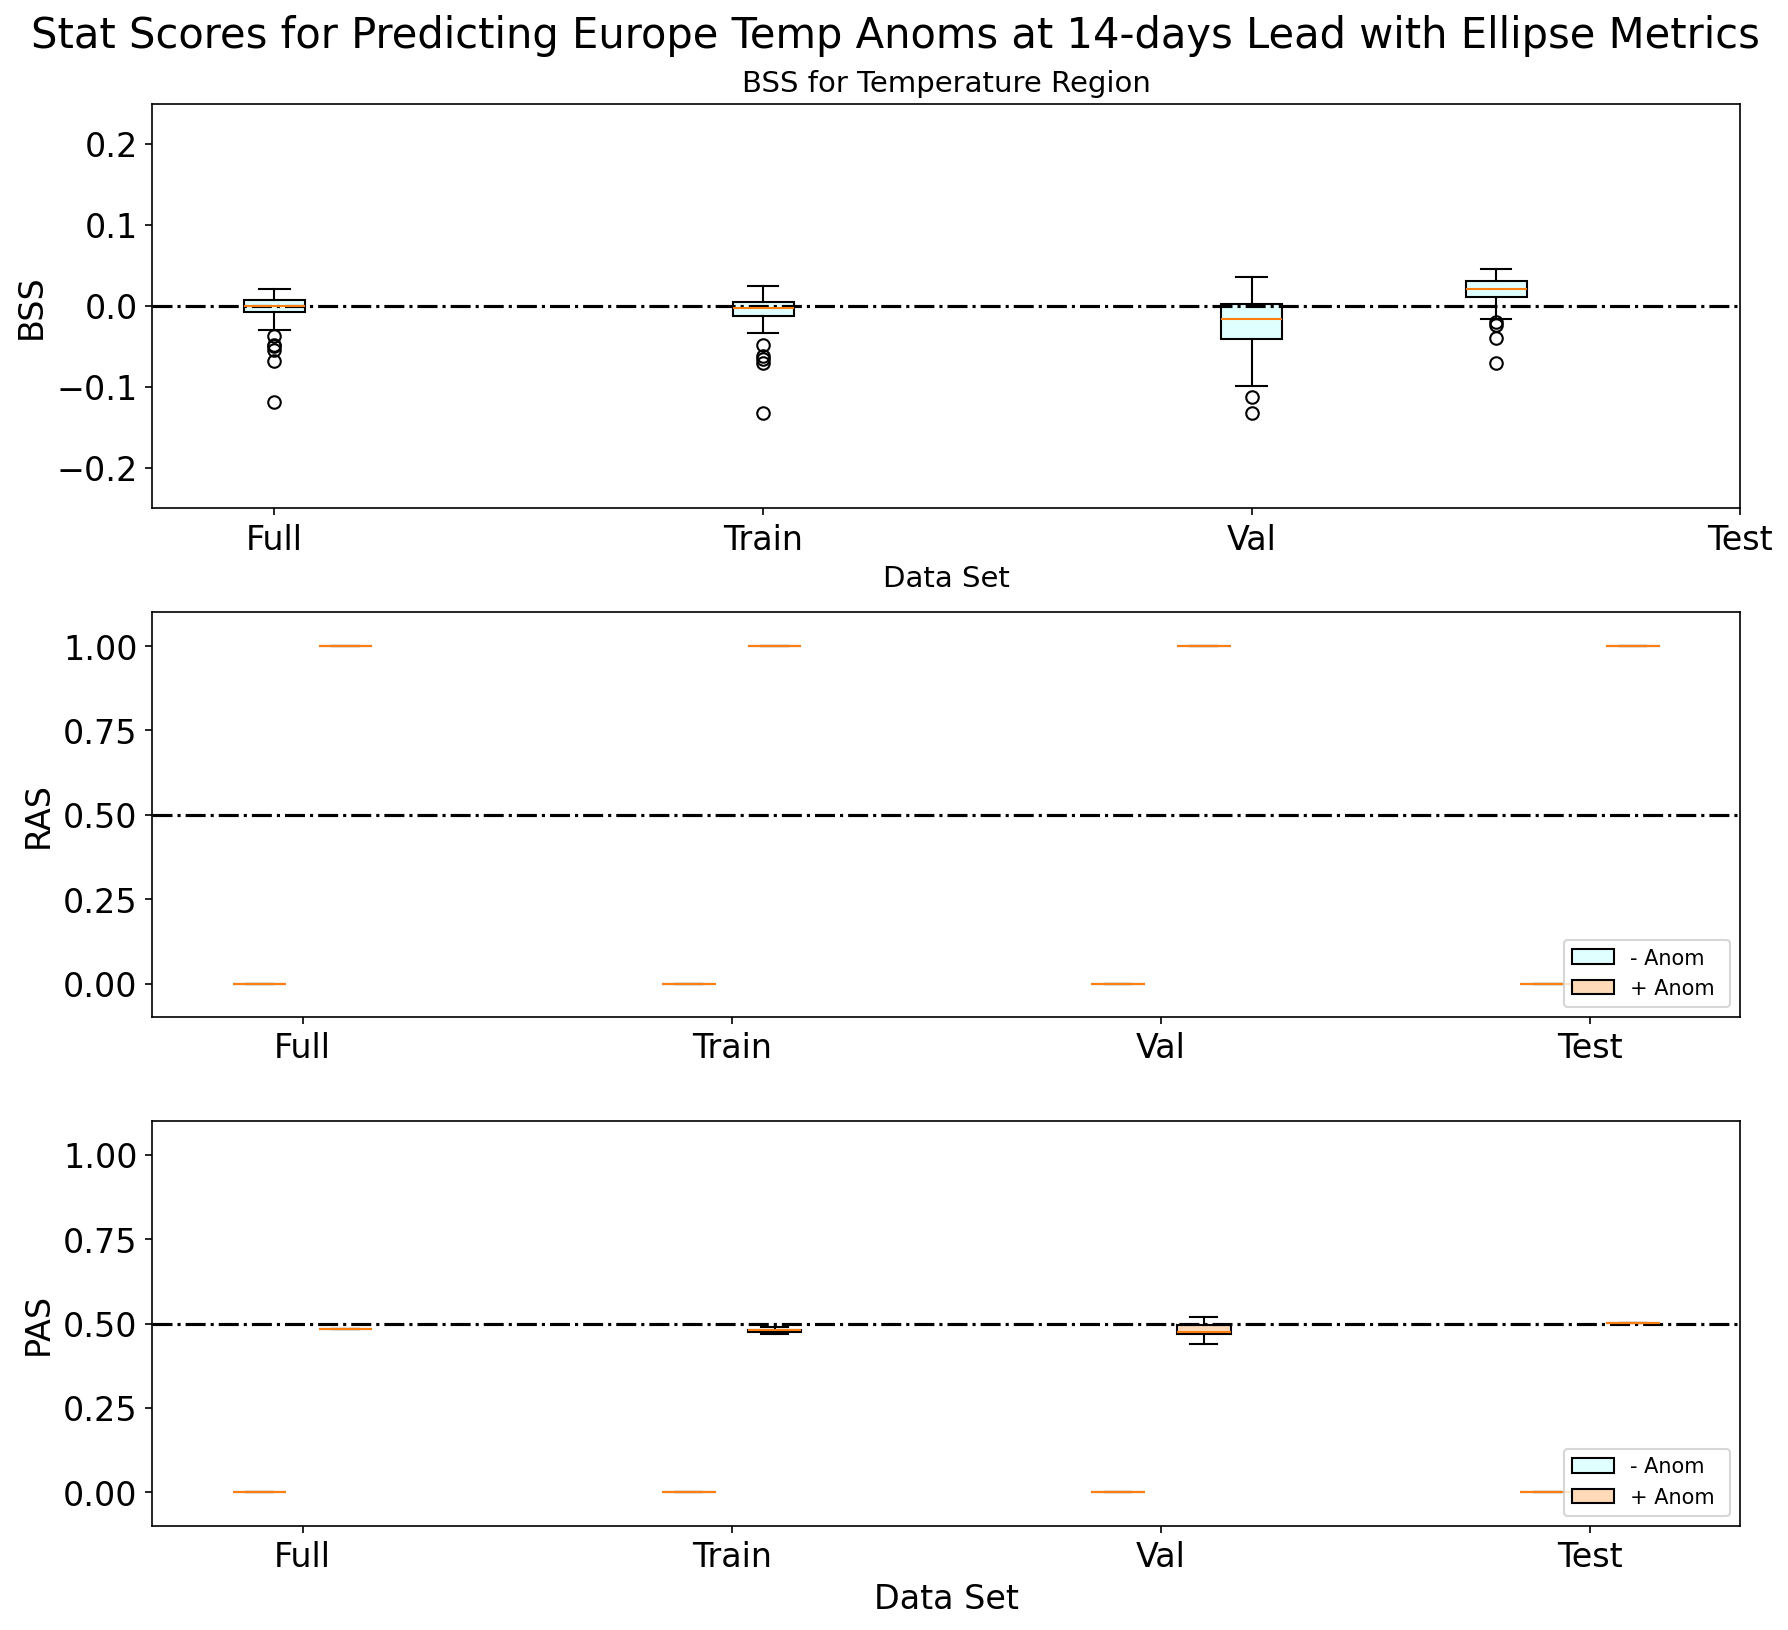 Stat Scores for Predicting Europe Temp Anoms at 14-days Lead with Ellipse Metrics
BSS for Temperature Region
BSS
0.2
0.1
0.0
−0.1
−0.2
Full Train Val Test
Data Set
RAS
1.00
0.75
0.50
0.25
0.00
- Anom
+ Anom
Full Train Val Test
PAS
1.00
0.75
0.50
0.25
0.00
- Anom
+ Anom
Full Train Val Test
Data Set